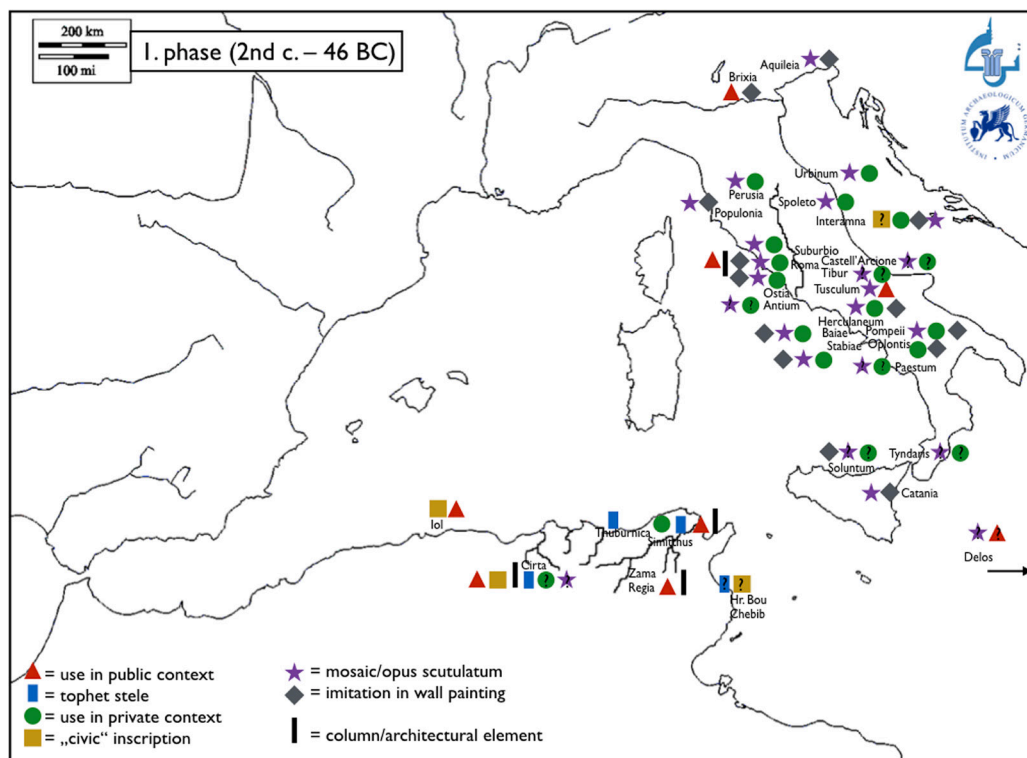 200 km
100 mi
1. phase (2nd c. – 46 BC)
Aquileia
Brixia
Urbinum
Perusia
Spoleto
Populonia
Interamna
?
Suburbio
Roma
Castell'Arcione
? ?
Tibur
? ?
Tusculum
Ostia
Antium
? ?
Herculaneum
Pompeii
Baiae
Oplontis
Stabiae
Paestum
? ?
Soluntum
? ?
Tyndaris
? ?
Catania
Iol
Thuburnica
Simitthus
? ?
Delos
Cirta
? ?
Zama
Regia
? ?
Hr. Bou
Chebib
= use in public context
= tophet stele
= use in private context
= „civic“ inscription
= mosaic/opus scutulatum
= imitation in wall painting
= column/architectural element
INSTITUTUM ARCHAEOLOGICUM GERMANICUM